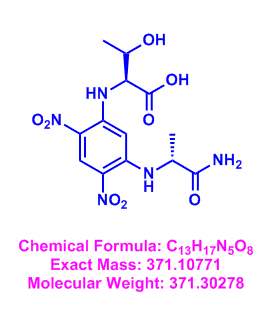 OH
HN
OH
O
O₂N
NH₂
N
H
NO₂
O
Chemical Formula: C₁₃H₁₇N₅O₈
Exact Mass: 371.10771
Molecular Weight: 371.30278